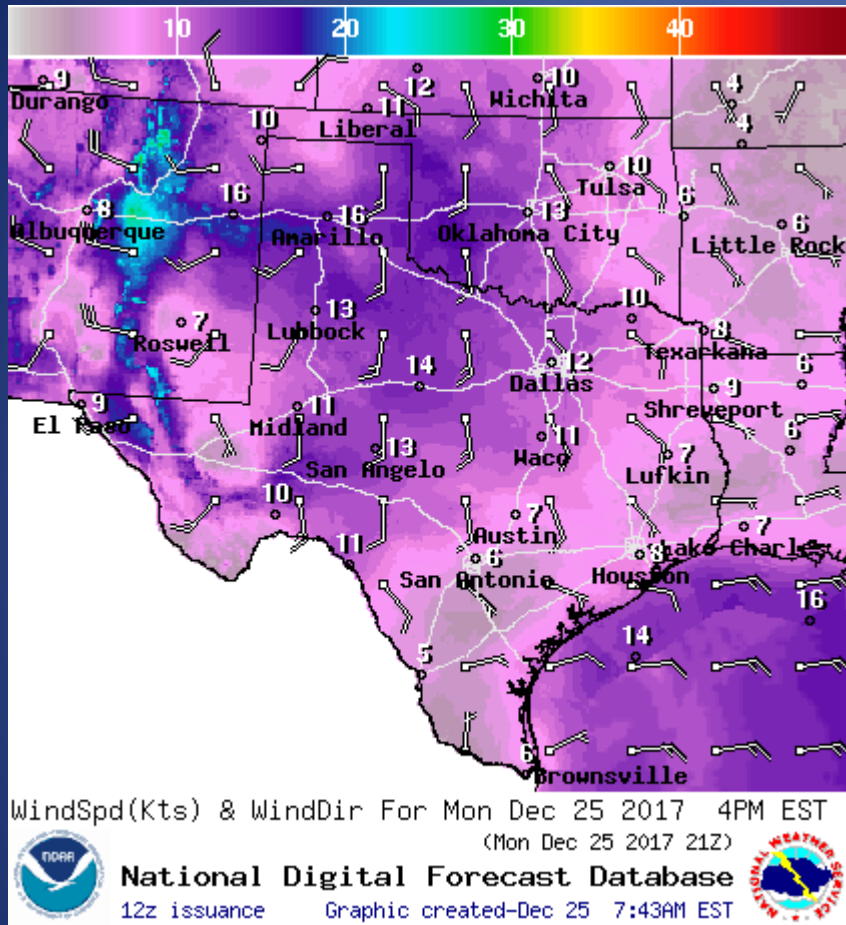 10 20 30 40
9 12 10 4
Durango Wichita
11
Liberal
10 4
10
Tulsa
8 16 16 13 6 6
Albuquerque Amarillo Oklahoma City Little Rock
7 13 10 8
Roswell Lubbock Texarkana
14 12 6
Dallas
9 11 9
El Paso Midland Shreveport
13 11 7 6
San Angelo Waco Lufkin
10 7 7
Austin Lake Charles
11 6 8
San Antonio Houston
16
14
5
6
Brownsville
WindSpd(Kts) & WindDir For Mon Dec 25 2017 4PM EST
(Mon Dec 25 2017 21Z)
NOAA
National Digital Forecast Database
12z issuance Graphic created-Dec 25 7:43AM EST
NATIONAL WEATHER SERVICE